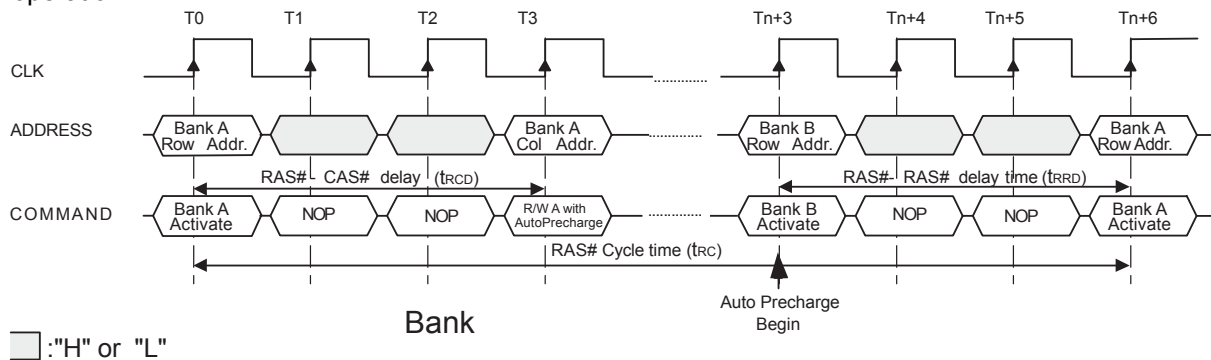 T0 T1 T2 T3 Tn+3 Tn+4 Tn+5 Tn+6
CLK
ADDRESS
Bank A
Row Addr.
Bank A
Col Addr.
Bank B
Row Addr.
Bank A
Row Addr.
RAS# - CAS# delay (tRCD)
RAS# - RAS# delay time (tRRD)
COMMAND
Bank A
Activate
NOP
NOP
R/W A with
AutoPrecharge
Bank B
Activate
NOP
NOP
Bank A
Activate
RAS# Cycle time (tRC)
Auto Precharge
Begin
Bank
:"H" or "L"